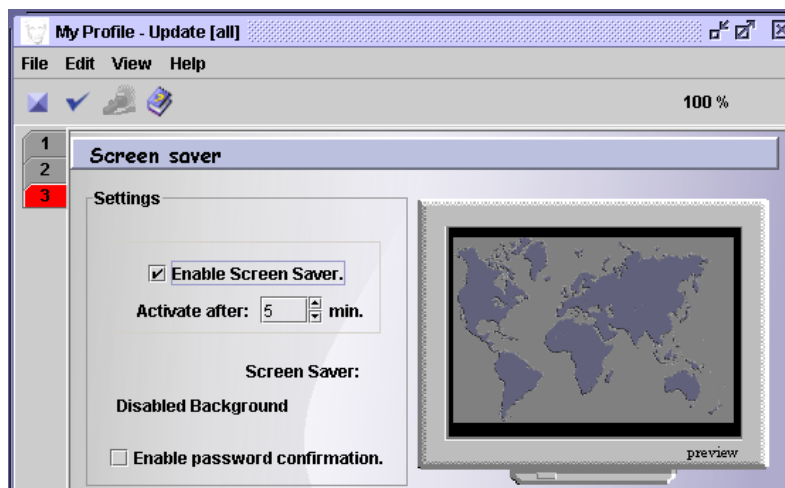 My Profile - Update [all]
File Edit View Help
100 %
1
2
3
Screen saver
Settings
Enable Screen Saver.
Activate after: 5 min.
Screen Saver:
Disabled Background
Enable password confirmation.
preview